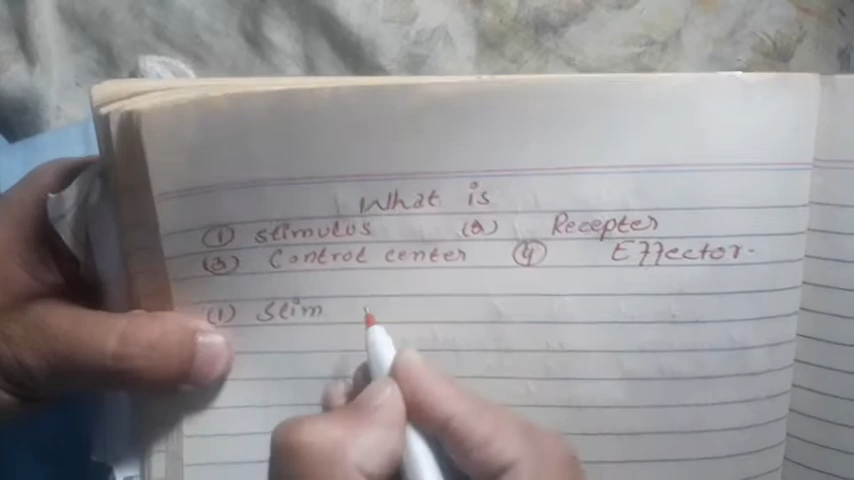 What is
(1) stimulus (2) Recepter
(3) Control center (4) Effector.
(1) Stim